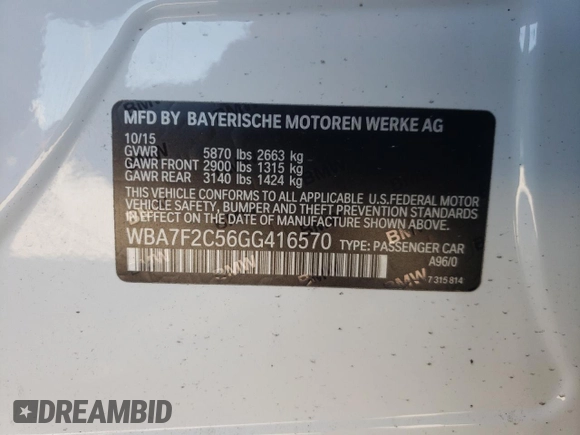 MFD BY BAYERISCHE MOTOREN WERKE AG
10/15
GVWR 5870 lbs 2663 kg
GAWR FRONT 2900 lbs 1315 kg
GAWR REAR 3140 lbs 1424 kg
THIS VEHICLE CONFORMS TO ALL APPLICABLE U.S.FEDERAL MOTOR
VEHICLE SAFETY, BUMPER AND THEFT PREVENTION STANDARDS
IN EFFECT ON THE DATE OF MANUFACTURE SHOWN ABOVE.
WBA7F2C56GG416570 TYPE: PASSENGER CAR
A96/0
7 315 814
DREAMBID